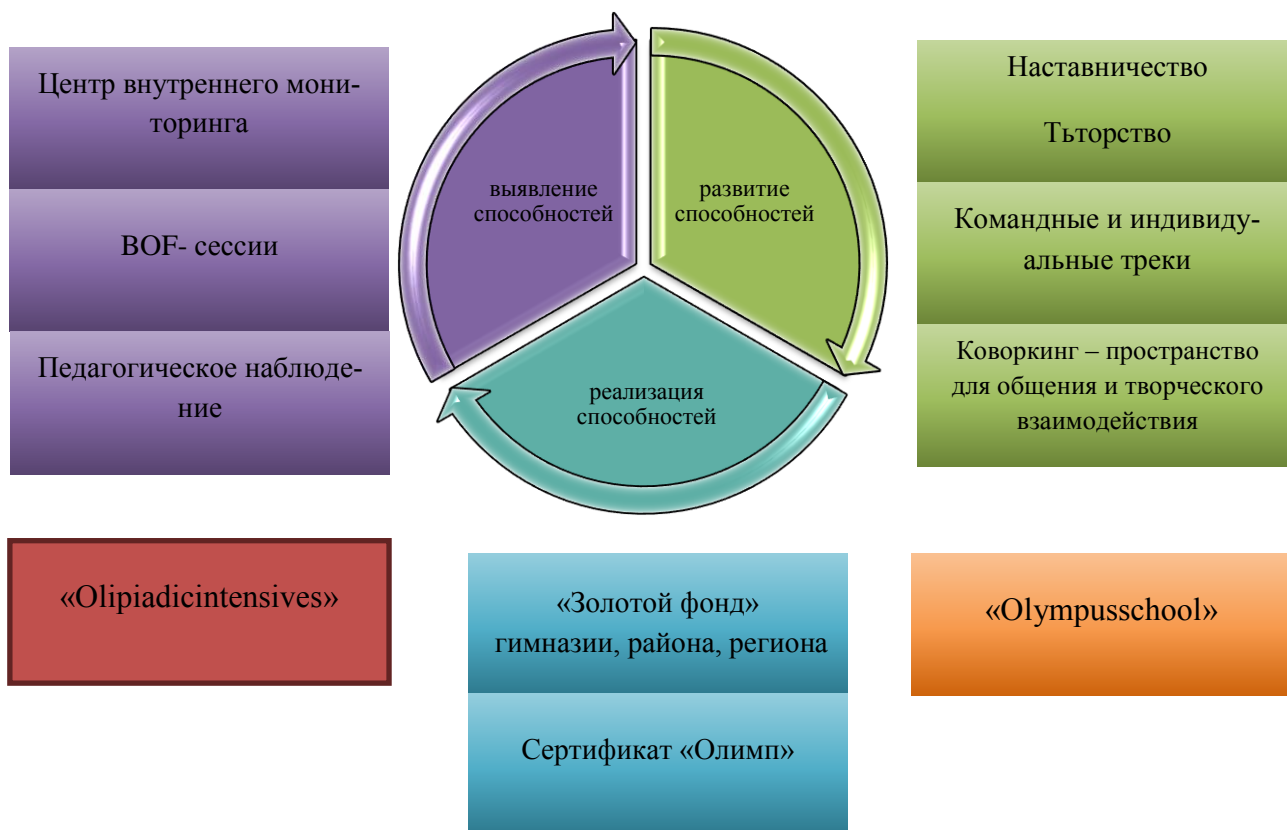 Центр внутреннего мони-
торинга
BOF- сессии
Педагогическое наблюде-
ние
выявление
способностей
развитие
способностей
реализация
способностей
Наставничество
Тьторство
Командные и индивиду-
альные треки
Коворкинг – пространство
для общения и творческого
взаимодействия
«Olipiadicintensives»
«Золотой фонд»
гимназии, района, региона
Сертификат «Олимп»
«Olympusschool»